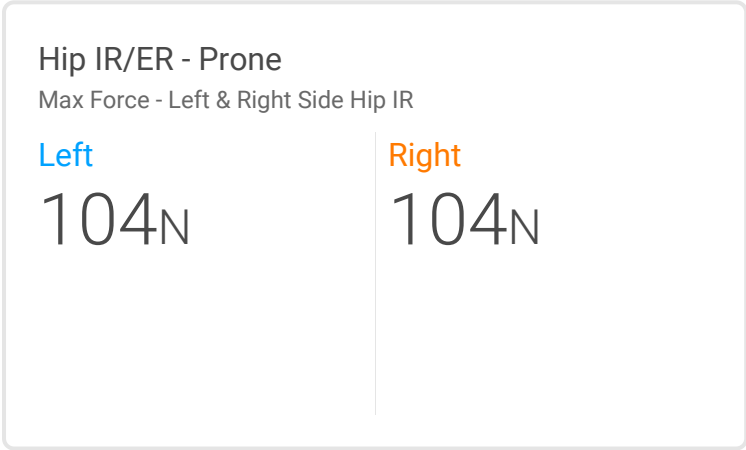 Hip IR/ER - Prone
Max Force - Left & Right Side Hip IR
Left
104N
Right
104N